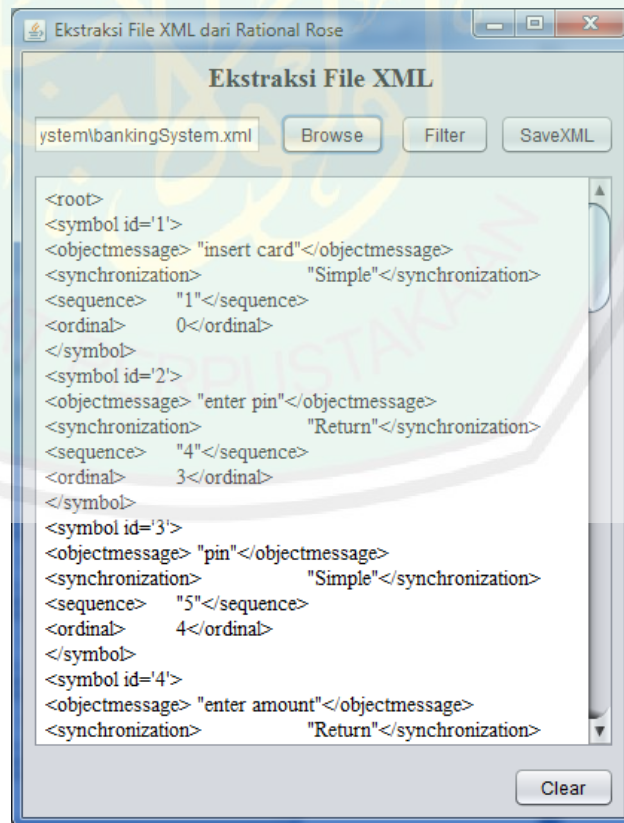 Ekstraksi File XML dari Rational Rose
Ekstraksi File XML
ystem\bankingSystem.xml Browse Filter SaveXML
<root>
<symbol id='1'>
<objectmessage> "insert card"</objectmessage>
<synchronization> "Simple"</synchronization>
<sequence> "1"</sequence>
<ordinal> 0</ordinal>
</symbol>
<symbol id='2'>
<objectmessage> "enter pin"</objectmessage>
<synchronization> "Return"</synchronization>
<sequence> "4"</sequence>
<ordinal> 3</ordinal>
</symbol>
<symbol id='3'>
<objectmessage> "pin"</objectmessage>
<synchronization> "Simple"</synchronization>
<sequence> "5"</sequence>
<ordinal> 4</ordinal>
</symbol>
<symbol id='4'>
<objectmessage> "enter amount"</objectmessage>
<synchronization> "Return"</synchronization>
Clear
PERPUSTAKAAN